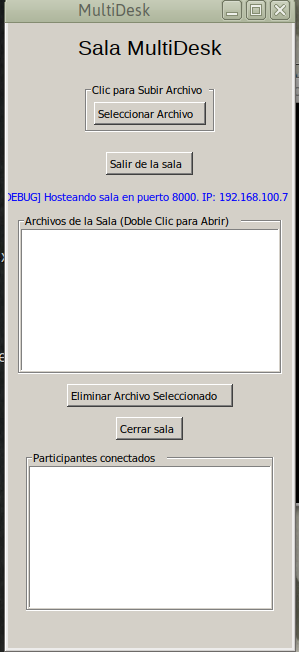 MultiDesk
Sala MultiDesk
Clic para Subir Archivo
Seleccionar Archivo
Salir de la sala
DEBUG] Hosteando sala en puerto 8000. IP: 192.168.100.7
Archivos de la Sala (Doble Clic para Abrir)
Eliminar Archivo Seleccionado
Cerrar sala
Participantes conectados